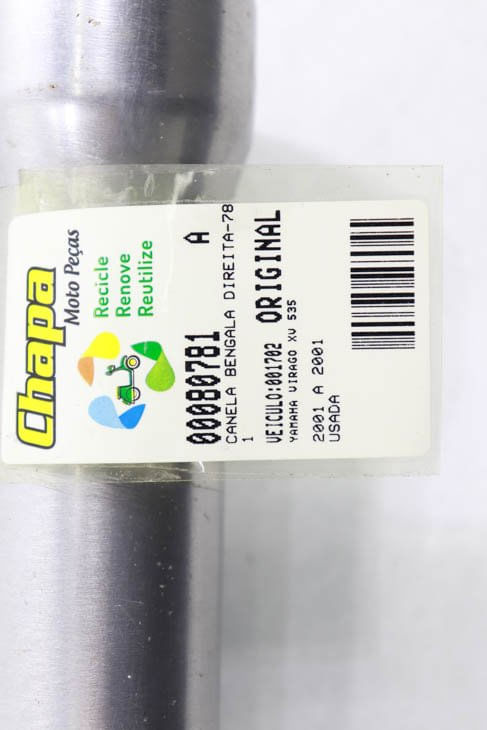 Chapa
Moto Peças
Recicle
Renove
Reutilize
00080781 A
CANELA BENGALA DIREITA-78
1
VEICULO:001702 ORIGINAL
YAMAHA VIRAGO XV 535
2001 A 2001
USADA